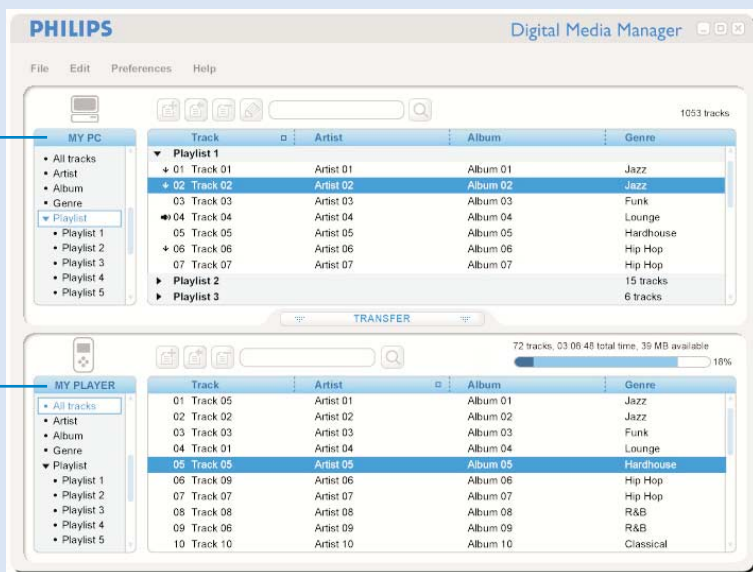 PHILIPS Digital Media Manager
File Edit Preferences Help
1053 tracks
MY PC
• All tracks
• Artist
• Album
• Genre
▼ Playlist
• Playlist 1
• Playlist 2
• Playlist 3
• Playlist 4
• Playlist 5
Track Artist Album Genre
▼ Playlist 1
01 Track 01 Artist 01 Album 01 Jazz
02 Track 02 Artist 02 Album 02 Jazz
03 Track 03 Artist 03 Album 03 Funk
04 Track 04 Artist 04 Album 04 Lounge
05 Track 05 Artist 05 Album 05 Hardhouse
06 Track 06 Artist 06 Album 06 Hip Hop
07 Track 07 Artist 07 Album 07 Hip Hop
▶ Playlist 2 15 tracks
▶ Playlist 3 6 tracks
TRANSFER
72 tracks, 03:06:48 total time, 39 MB available
18%
MY PLAYER
• All tracks
• Artist
• Album
• Genre
▼ Playlist
• Playlist 1
• Playlist 2
• Playlist 3
• Playlist 4
• Playlist 5
Track Artist Album Genre
01 Track 05 Artist 01 Album 01 Jazz
02 Track 02 Artist 02 Album 02 Jazz
03 Track 03 Artist 03 Album 03 Funk
04 Track 01 Artist 04 Album 04 Lounge
05 Track 05 Artist 05 Album 05 Hardhouse
06 Track 09 Artist 06 Album 06 Hip Hop
07 Track 07 Artist 07 Album 07 Hip Hop
08 Track 08 Artist 08 Album 08 R&B
09 Track 06 Artist 09 Album 09 R&B
10 Track 10 Artist 10 Album 10 Classical